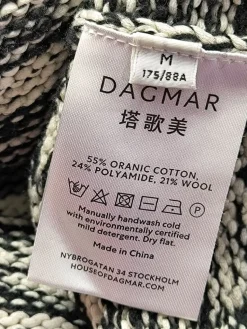 M
175/88A
DAGMAR
塔歌美
55% ORANIC COTTON,
24% POLYAMIDE, 21% WOOL
P
Manually handwash cold
with environmentally certified
mild detergent. Dry flat.
Made in China
NYBROGATAN 34 STOCKHOLM
HOUSEOFDAGMAR.COM